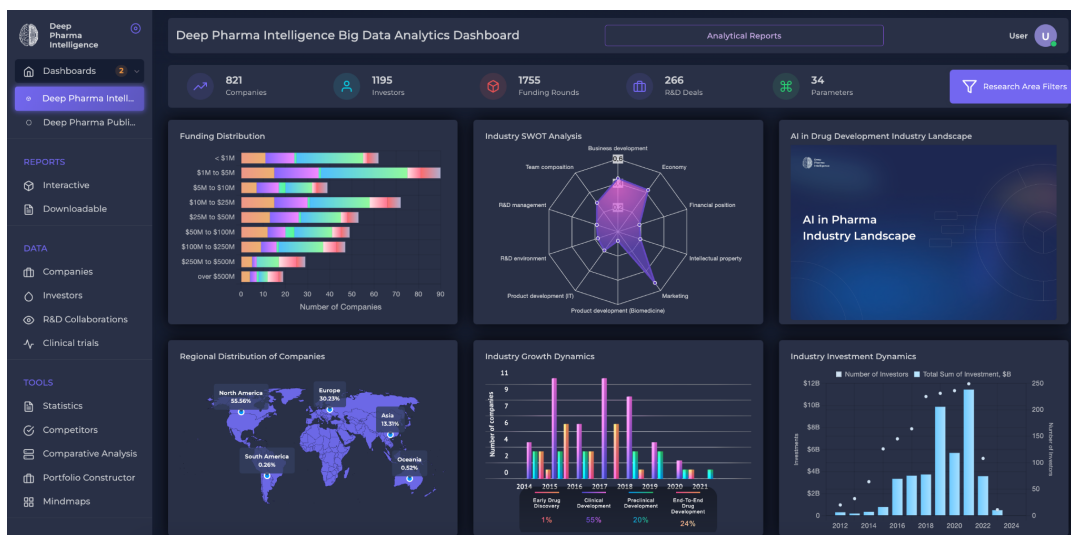 Deep
Pharma
Intelligence
Dashboards 2
Deep Pharma Intell...
Deep Pharma Publi...
REPORTS
Interactive
Downloadable
DATA
Companies
Investors
R&D Collaborations
Clinical trials
TOOLS
Statistics
Competitors
Comparative Analysis
Portfolio Constructor
Mindmaps
Deep Pharma Intelligence Big Data Analytics Dashboard
Analytical Reports
User U
821
Companies
1195
Investors
1755
Funding Rounds
266
R&D Deals
34
Parameters
Research Area Filters
Funding Distribution
< $1M
$1M to $5M
$5M to $10M
$10M to $25M
$25M to $50M
$50M to $100M
$100M to $250M
$250M to $500M
over $500M
0 10 20 30 40 50 60 70 80 90
Number of Companies
Industry SWOT Analysis
Business development
0.8
Team composition
Economy
R&D management
Financial position
R&D environment
Intellectual property
Product development (IT)
Marketing
Product development (Biomedicine)
AI in Drug Development Industry Landscape
AI in Pharma
Industry Landscape
Regional Distribution of Companies
North America
55.56%
Europe
30.23%
Asia
13.31%
South America
0.26%
Oceania
0.52%
Industry Growth Dynamics
Number of companies
11
9
7
6
4
2
0
2014 2015 2016 2017 2018 2019 2020 2021
Early Drug
Discovery
1%
Clinical
Development
55%
Preclinical
Development
20%
End-To-End
Drug
Development
24%
Industry Investment Dynamics
Number of Investors Total Sum of Investment, $B
Investments
$12B
$10B
$8B
$6B
$4B
$2B
0
250
200
150
100
50
0
Number of Investors
2012 2014 2016 2018 2020 2022 2024